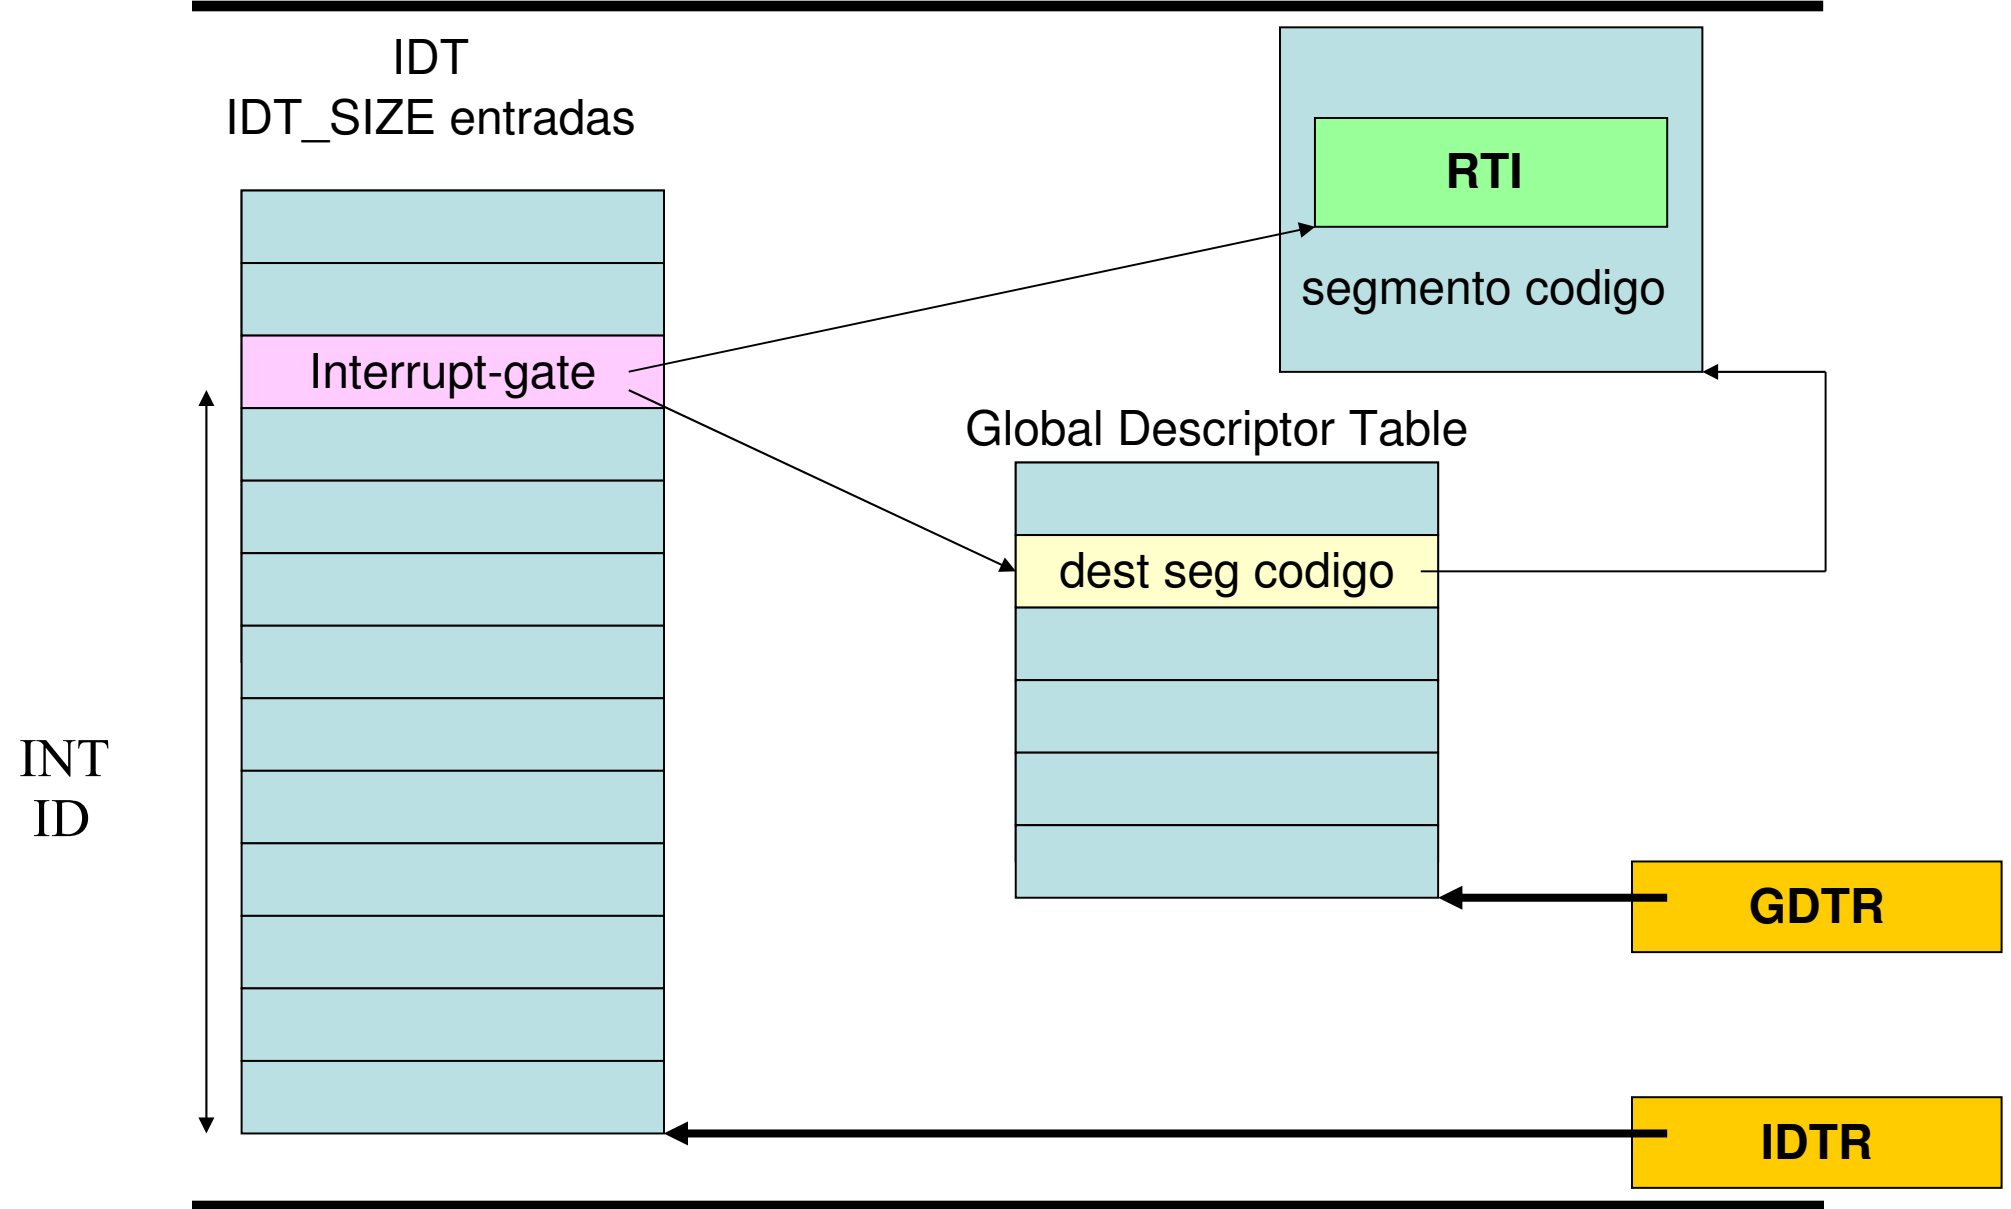 IDT
IDT_SIZE entradas
RTI
segmento codigo
Interrupt-gate
Global Descriptor Table
dest seg codigo
INT
ID
GDTR
IDTR